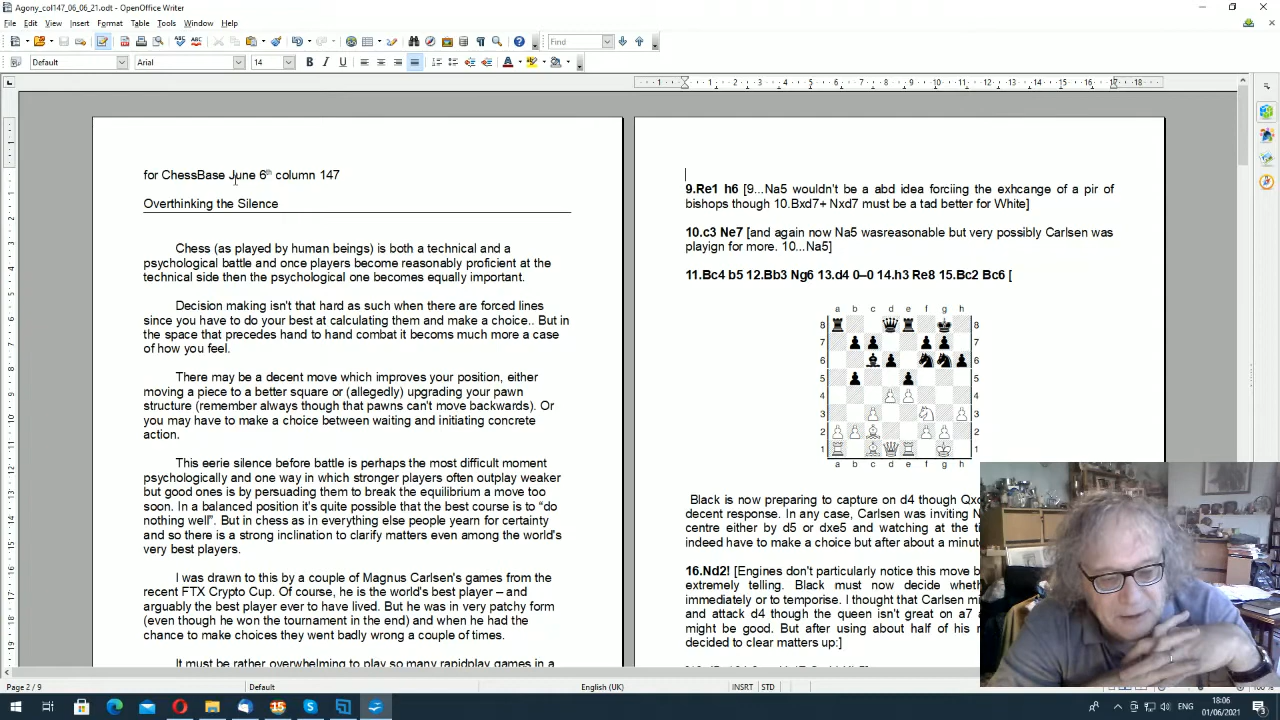 Agony_col147_06_06_21.odt - OpenOffice Writer
File Edit View Insert Format Table Tools Window Help
Find
Default Arial 14
for ChessBase June 6th column 147
Overthinking the Silence
Chess (as played by human beings) is both a technical and a
psychological battle and once players become reasonably proficient at the
technical side then the psychological one becomes equally important.
Decision making isn't that hard as such when there are forced lines
since you have to do your best at calculating them and make a choice.. But in
the space that precedes hand to hand combat it becoms much more a case
of how you feel.
There may be a decent move which improves your position, either
moving a piece to a better square or (allegedly) upgrading your pawn
structure (remember always though that pawns can't move backwards). Or
you may have to make a choice between waiting and initiating concrete
action.
This eerie silence before battle is perhaps the most difficult moment
psychologically and one way in which stronger players often outplay weaker
but good ones is by persuading them to break the equilibrium a move too
soon. In a balanced position it's quite possible that the best course is to “do
nothing well”. But in chess as in everything else people yearn for certainty
and so there is a strong inclination to clarify matters even among the world's
very best players.
I was drawn to this by a couple of Magnus Carlsen's games from the
recent FTX Crypto Cup. Of course, he is the world's best player – and
arguably the best player ever to have lived. But he was in very patchy form
(even though he won the tournament in the end) and when he had the
chance to make choices they went badly wrong a couple of times.
It must be rather overwhelming to play so many rapidplay games in a
9.Re1 h6 [9...Na5 wouldn't be a abd idea forciing the exhcange of a pir of
bishops though 10.Bxd7+ Nxd7 must be a tad better for White]
10.c3 Ne7 [and again now Na5 wasreasonable but very possibly Carlsen was
playign for more. 10...Na5]
11.Bc4 b5 12.Bb3 Ng6 13.d4 0–0 14.h3 Re8 15.Bc2 Bc6 [
a b c d e f g h
8 8
7 7
6 6
5 5
4 4
3 3
2 2
1 1
a b c d e f g h
Black is now preparing to capture on d4 though
decent response. In any case, Carlsen was inviting
centre either by d5 or dxe5 and watching at the
indeed have to make a choice but after about a
16.Nd2! [Engines don't particularly notice this move
extremely telling. Black must now decide
immediately or to temporise. I thought that Carlsen
and attack d4 though the queen isn't great on a7
might be good. But after using about half of his
decided to clear matters up:]
Page 2 / 9 Default English (UK) INSRT STD
ENG 18:06
01/06/2021